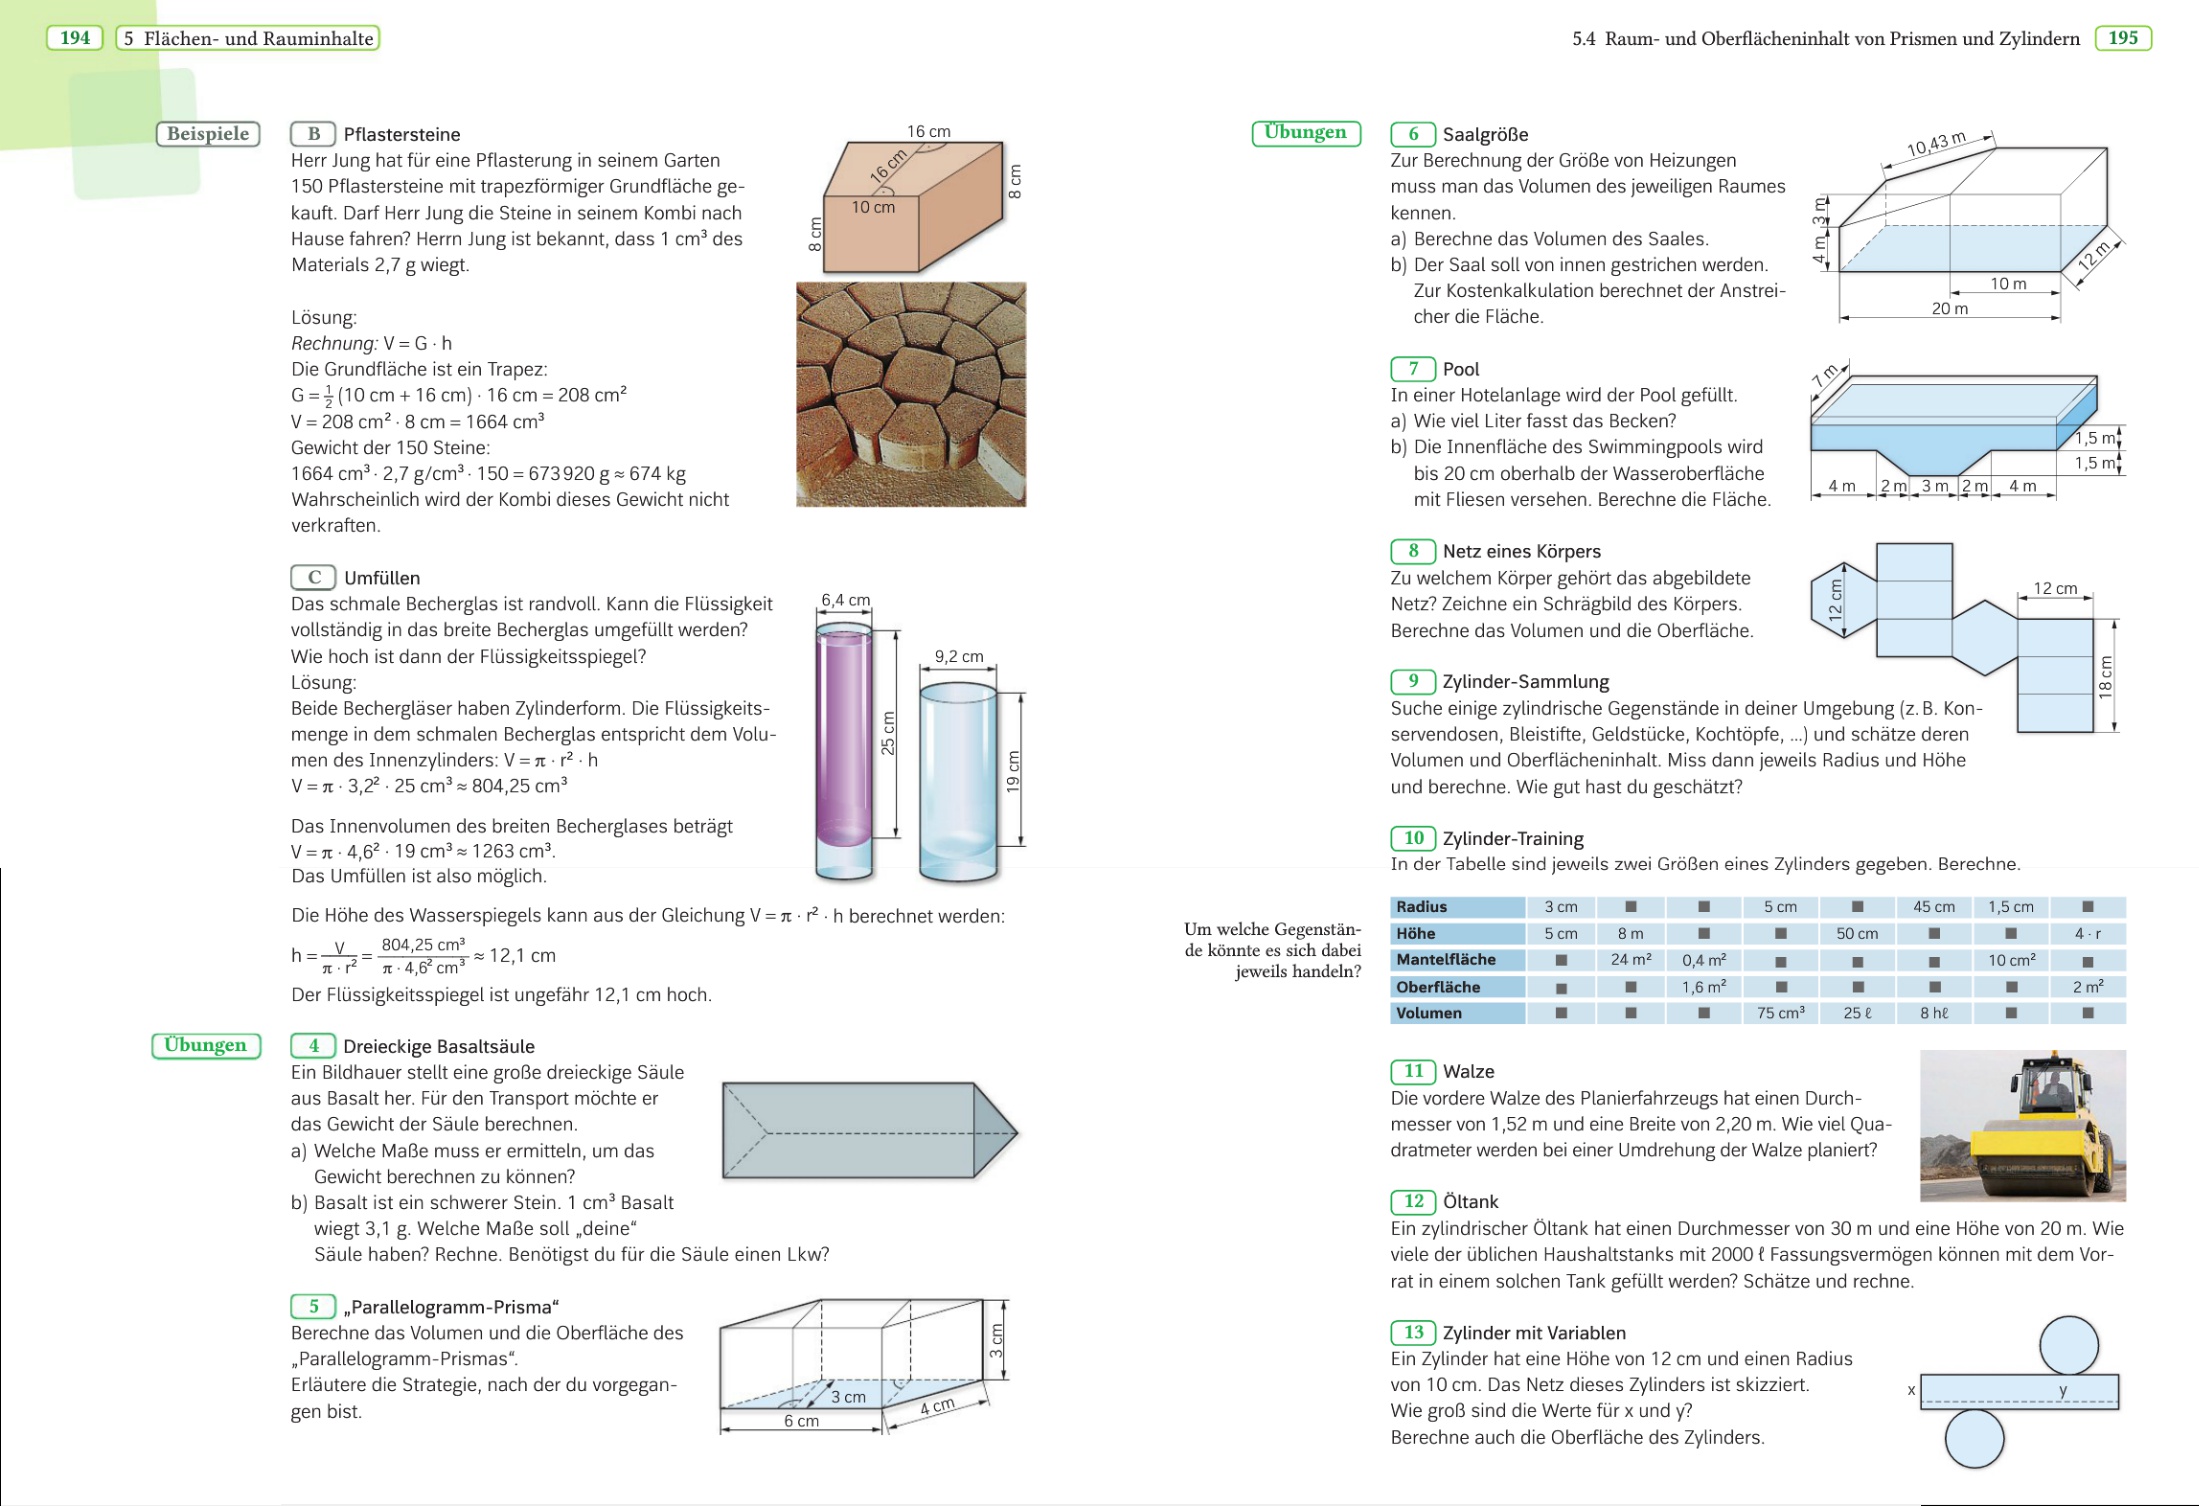 194 5 Flächen- und Rauminhalte
Beispiele
B Pflastersteine
Herr Jung hat für eine Pflasterung in seinem Garten
150 Pflastersteine mit trapezförmiger Grundfläche ge-
kauft. Darf Herr Jung die Steine in seinem Kombi nach
Hause fahren? Herrn Jung ist bekannt, dass 1 cm³ des
Materials 2,7 g wiegt.
16 cm
16 cm
10 cm
8 cm
8 cm
Lösung:
Rechnung: V = G · h
Die Grundfläche ist ein Trapez:
G = 1/2 (10 cm + 16 cm) · 16 cm = 208 cm²
V = 208 cm² · 8 cm = 1664 cm³
Gewicht der 150 Steine:
1664 cm³ · 2,7 g/cm³ · 150 = 673 920 g ≈ 674 kg
Wahrscheinlich wird der Kombi dieses Gewicht nicht
verkraften.
C Umfüllen
Das schmale Becherglas ist randvoll. Kann die Flüssigkeit
vollständig in das breite Becherglas umgefüllt werden?
Wie hoch ist dann der Flüssigkeitsspiegel?
Lösung:
Beide Bechergläser haben Zylinderform. Die Flüssigkeits-
menge in dem schmalen Becherglas entspricht dem Volu-
men des Innenzylinders: V = π · r² · h
V = π · 3,2² · 25 cm³ ≈ 804,25 cm³
Das Innenvolumen des breiten Becherglases beträgt
V = π · 4,6² · 19 cm³ ≈ 1263 cm³.
Das Umfüllen ist also möglich.
6,4 cm
25 cm
9,2 cm
19 cm
Die Höhe des Wasserspiegels kann aus der Gleichung V = π · r² · h berechnet werden:
h = V/(π · r²) = 804,25 cm³/(π · 4,6² cm³) ≈ 12,1 cm
Der Flüssigkeitsspiegel ist ungefähr 12,1 cm hoch.
Übungen
4 Dreieckige Basaltsäule
Ein Bildhauer stellt eine große dreieckige Säule
aus Basalt her. Für den Transport möchte er
das Gewicht der Säule berechnen.
a) Welche Maße muss er ermitteln, um das
Gewicht berechnen zu können?
b) Basalt ist ein schwerer Stein. 1 cm³ Basalt
wiegt 3,1 g. Welche Maße soll „deine“
Säule haben? Rechne. Benötigst du für die Säule einen Lkw?
5 „Parallelogramm-Prisma“
Berechne das Volumen und die Oberfläche des
„Parallelogramm-Prismas“.
Erläutere die Strategie, nach der du vorgegan-
gen bist.
3 cm
3 cm
6 cm
4 cm
5.4 Raum- und Oberflächeninhalt von Prismen und Zylindern 195
Übungen
6 Saalgröße
Zur Berechnung der Größe von Heizungen
muss man das Volumen des jeweiligen Raumes
kennen.
a) Berechne das Volumen des Saales.
b) Der Saal soll von innen gestrichen werden.
Zur Kostenkalkulation berechnet der Anstrei-
cher die Fläche.
10,43 m
3 m
4 m
12 m
10 m
20 m
7 Pool
In einer Hotelanlage wird der Pool gefüllt.
a) Wie viel Liter fasst das Becken?
b) Die Innenfläche des Swimmingpools wird
bis 20 cm oberhalb der Wasseroberfläche
mit Fliesen versehen. Berechne die Fläche.
7 m
1,5 m
1,5 m
4 m 2 m 3 m 2 m 4 m
8 Netz eines Körpers
Zu welchem Körper gehört das abgebildete
Netz? Zeichne ein Schrägbild des Körpers.
Berechne das Volumen und die Oberfläche.
12 cm
12 cm
18 cm
9 Zylinder-Sammlung
Suche einige zylindrische Gegenstände in deiner Umgebung (z. B. Kon-
servendosen, Bleistifte, Geldstücke, Kochtöpfe, ...) und schätze deren
Volumen und Oberflächeninhalt. Miss dann jeweils Radius und Höhe
und berechne. Wie gut hast du geschätzt?
10 Zylinder-Training
In der Tabelle sind jeweils zwei Größen eines Zylinders gegeben. Berechne.
Um welche Gegenstän-
de könnte es sich dabei
jeweils handeln?
Radius 3 cm ■ ■ 5 cm ■ 45 cm 1,5 cm ■
Höhe 5 cm 8 m ■ ■ 50 cm ■ ■ 4 · r
Mantelfläche ■ 24 m² 0,4 m² ■ ■ ■ 10 cm² ■
Oberfläche ■ ■ 1,6 m² ■ ■ ■ ■ 2 m²
Volumen ■ ■ ■ 75 cm³ 25 ℓ 8 hℓ ■ ■
11 Walze
Die vordere Walze des Planierfahrzeugs hat einen Durch-
messer von 1,52 m und eine Breite von 2,20 m. Wie viel Qua-
dratmeter werden bei einer Umdrehung der Walze planiert?
12 Öltank
Ein zylindrischer Öltank hat einen Durchmesser von 30 m und eine Höhe von 20 m. Wie
viele der üblichen Haushaltstanks mit 2000 ℓ Fassungsvermögen können mit dem Vor-
rat in einem solchen Tank gefüllt werden? Schätze und rechne.
13 Zylinder mit Variablen
Ein Zylinder hat eine Höhe von 12 cm und einen Radius
von 10 cm. Das Netz dieses Zylinders ist skizziert.
Wie groß sind die Werte für x und y?
Berechne auch die Oberfläche des Zylinders.
x
y